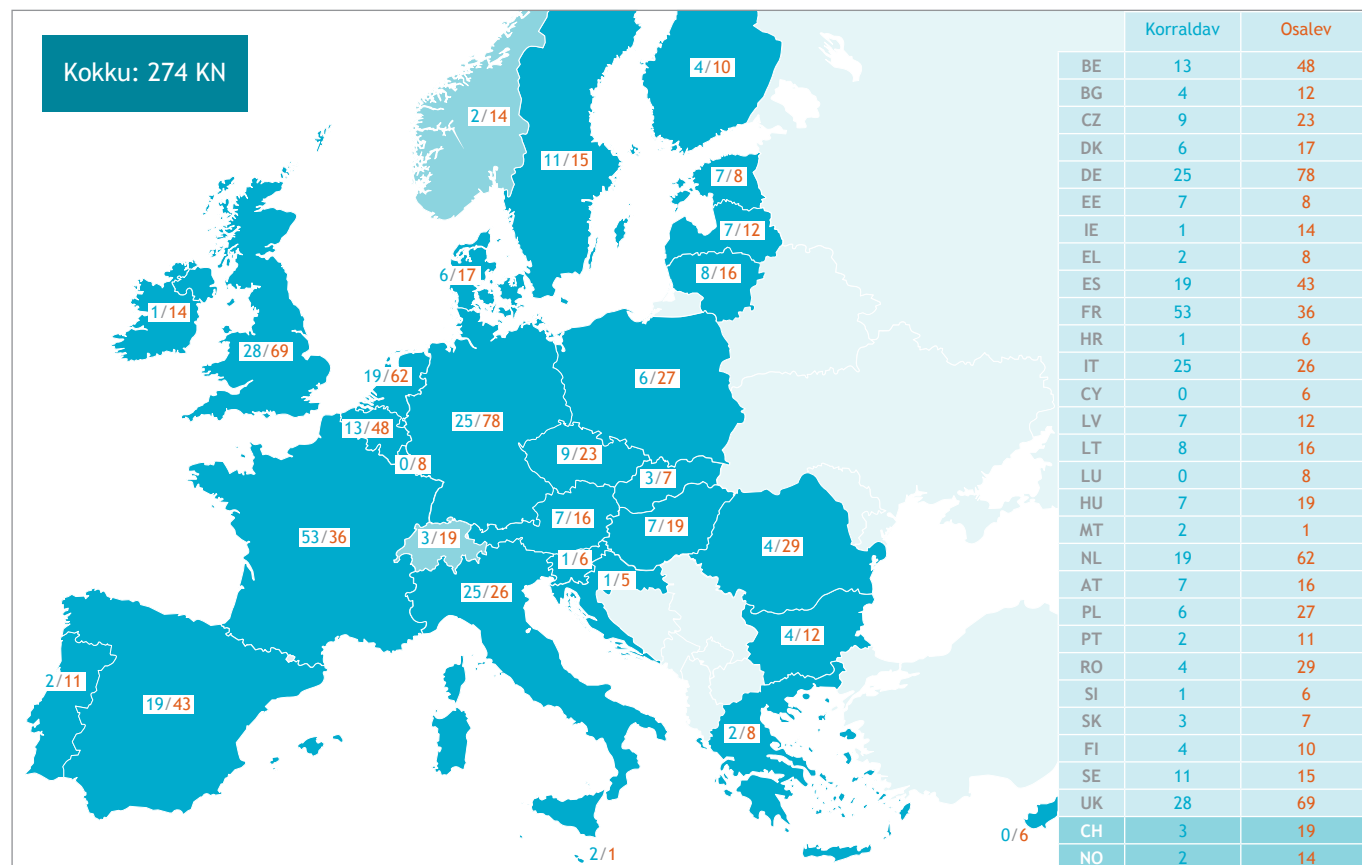 Kokku: 274 KN
4/10
2/14
11/15
7/8
7/12
8/16
6/17
1/14
28/69
19/62
6/27
13/48
25/78
0/8
9/23
3/7
53/36
3/19
7/16
7/19
4/29
1/6
1/5
25/26
4/12
2/11
19/43
2/8
0/6
2/1
Korraldav Osalev
BE 13 48
BG 4 12
CZ 9 23
DK 6 17
DE 25 78
EE 7 8
IE 1 14
EL 2 8
ES 19 43
FR 53 36
HR 1 6
IT 25 26
CY 0 6
LV 7 12
LT 8 16
LU 0 8
HU 7 19
MT 2 1
NL 19 62
AT 7 16
PL 6 27
PT 2 11
RO 4 29
SI 1 6
SK 3 7
FI 4 10
SE 11 15
UK 28 69
CH 3 19
NO 2 14